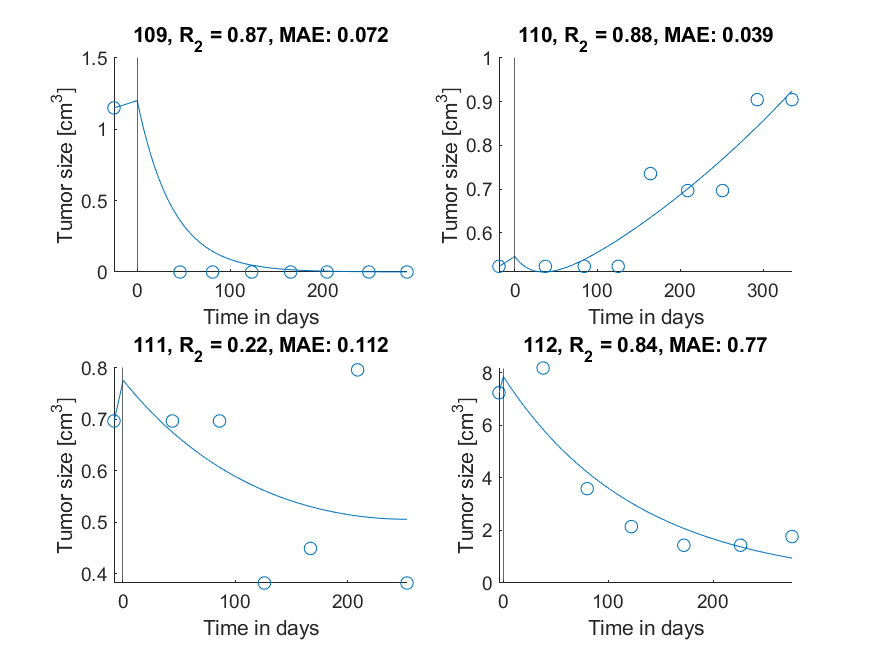 109, R2 = 0.87, MAE: 0.072
1.5
1
0.5
0
Tumor size [cm3]
0 100 200
Time in days
110, R2 = 0.88, MAE: 0.039
1
0.9
0.8
0.7
0.6
Tumor size [cm3]
0 100 200 300
Time in days
111, R2 = 0.22, MAE: 0.112
0.8
0.7
0.6
0.5
0.4
Tumor size [cm3]
0 100 200
Time in days
112, R2 = 0.84, MAE: 0.77
8
6
4
2
0
Tumor size [cm3]
0 100 200
Time in days